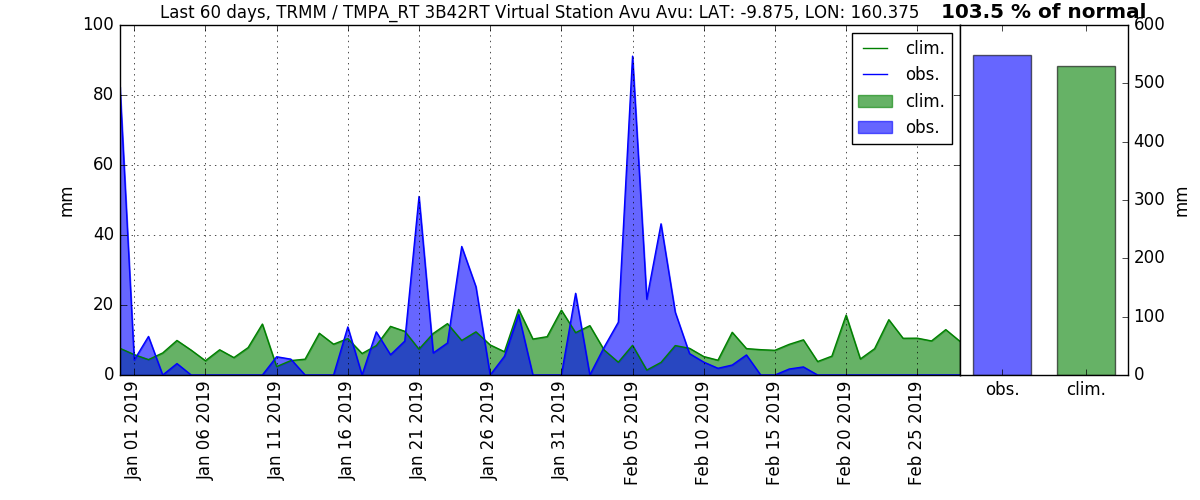 Last 60 days, TRMM / TMPA_RT 3B42RT Virtual Station Avu Avu: LAT: -9.875, LON: 160.375
103.5 % of normal
100
80
60
40
20
0
mm
clim.
obs.
clim.
obs.
600
500
400
300
200
100
0
mm
obs.
clim.
Jan 01 2019
Jan 06 2019
Jan 11 2019
Jan 16 2019
Jan 21 2019
Jan 26 2019
Jan 31 2019
Feb 05 2019
Feb 10 2019
Feb 15 2019
Feb 20 2019
Feb 25 2019